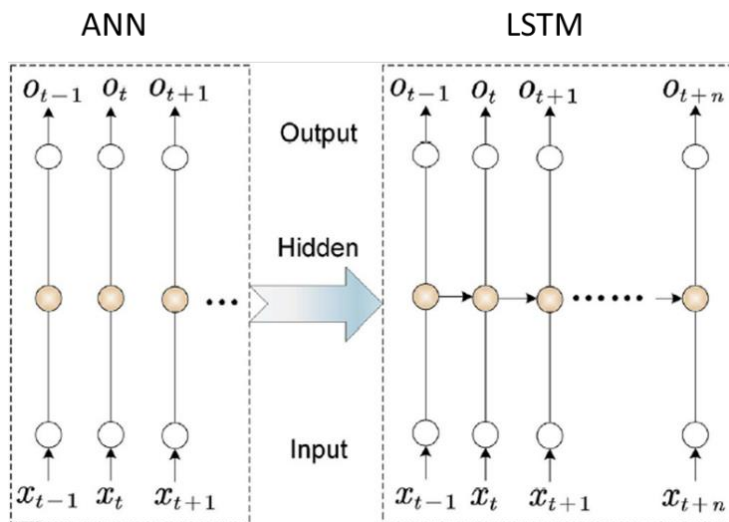 ANN
LSTM
O_{t-1} O_t O_{t+1}
O_{t-1} O_t O_{t+1} O_{t+n}
Output
Hidden
...
......
Input
x_{t-1} x_t x_{t+1}
x_{t-1} x_t x_{t+1} x_{t+n}